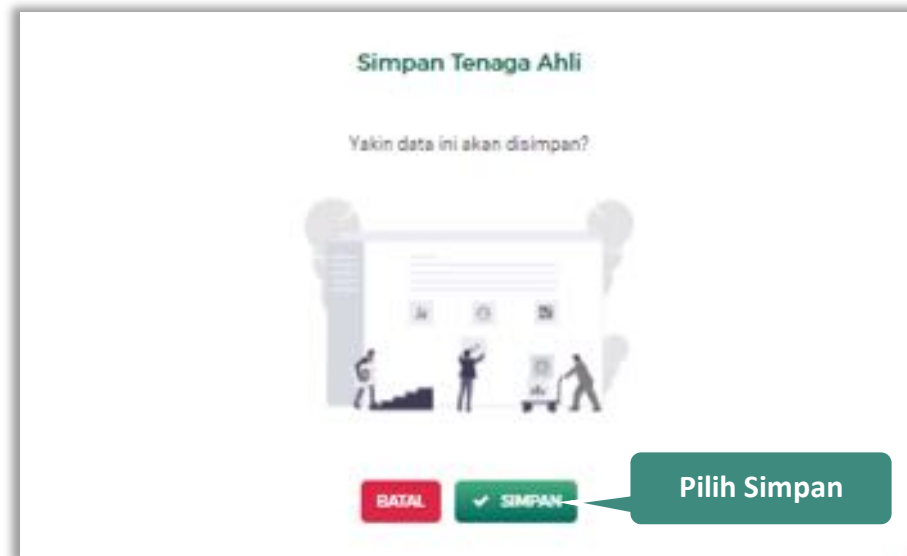 Simpan Tenaga Ahli
Yakin data ini akan disimpan?
BATAL
SIMPAN
Pilih Simpan